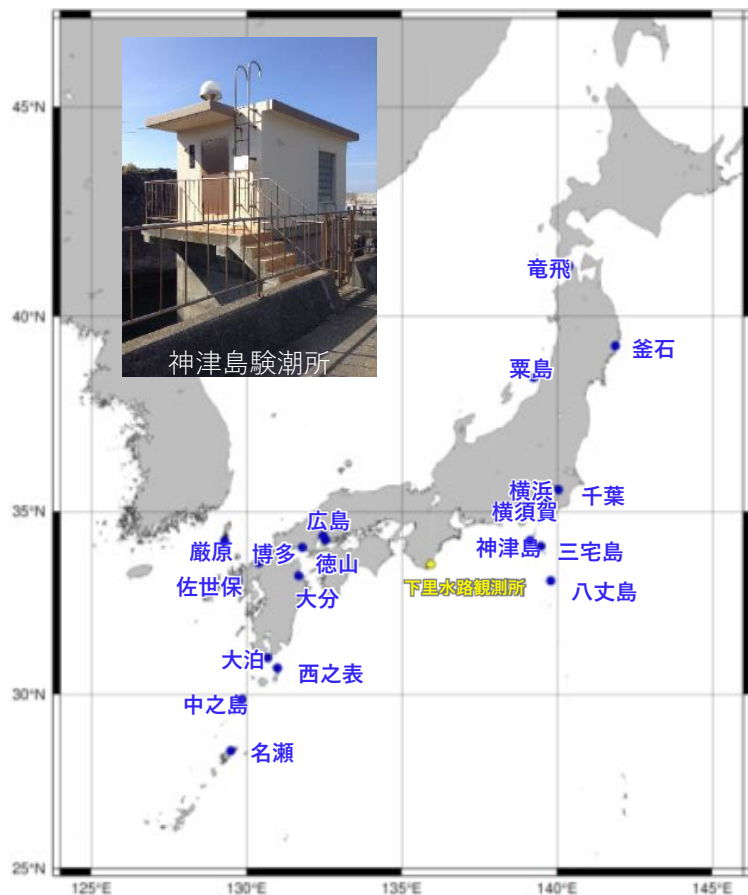 45°N
神津島験潮所
竜飛
40°N
釜石
粟島
横浜
千葉
35°N
横須賀
広島
神津島
三宅島
厳原
博多
徳山
佐世保
大分
下里水路観測所
八丈島
大泊
西之表
30°N
中之島
名瀬
25°N
125°E
130°E
135°E
140°E
145°E